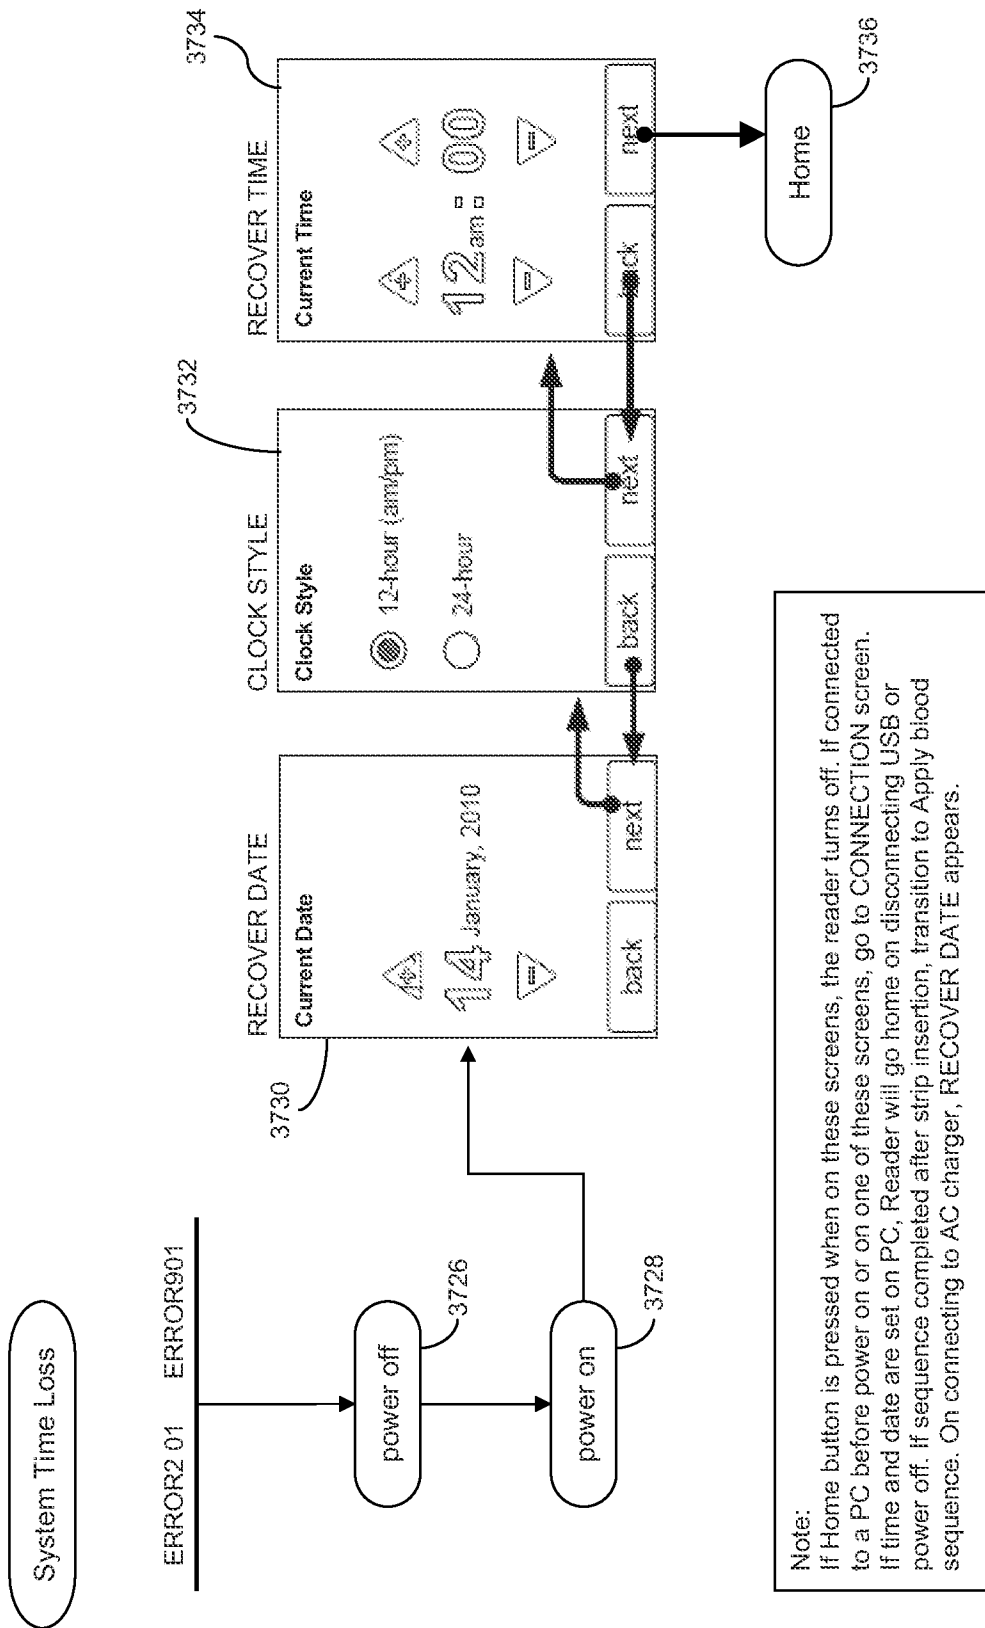 System Time Loss
ERROR2 01
ERROR901
power off
3726
power on
3728
RECOVER DATE
3730
Current Date
+
14 January, 2010
−
back
next
CLOCK STYLE
3732
Clock Style
12-hour (am/pm)
24-hour
back
next
RECOVER TIME
3734
Current Time
+ +
12 am : 00
− −
back
next
Home
3736
Note:
If Home button is pressed when on these screens, the reader turns off. If connected
to a PC before power on or on one of these screens, go to CONNECTION screen.
If time and date are set on PC, Reader will go home on disconnecting USB or
power off. If sequence completed after strip insertion, transition to Apply blood
sequence. On connecting to AC charger, RECOVER DATE appears.